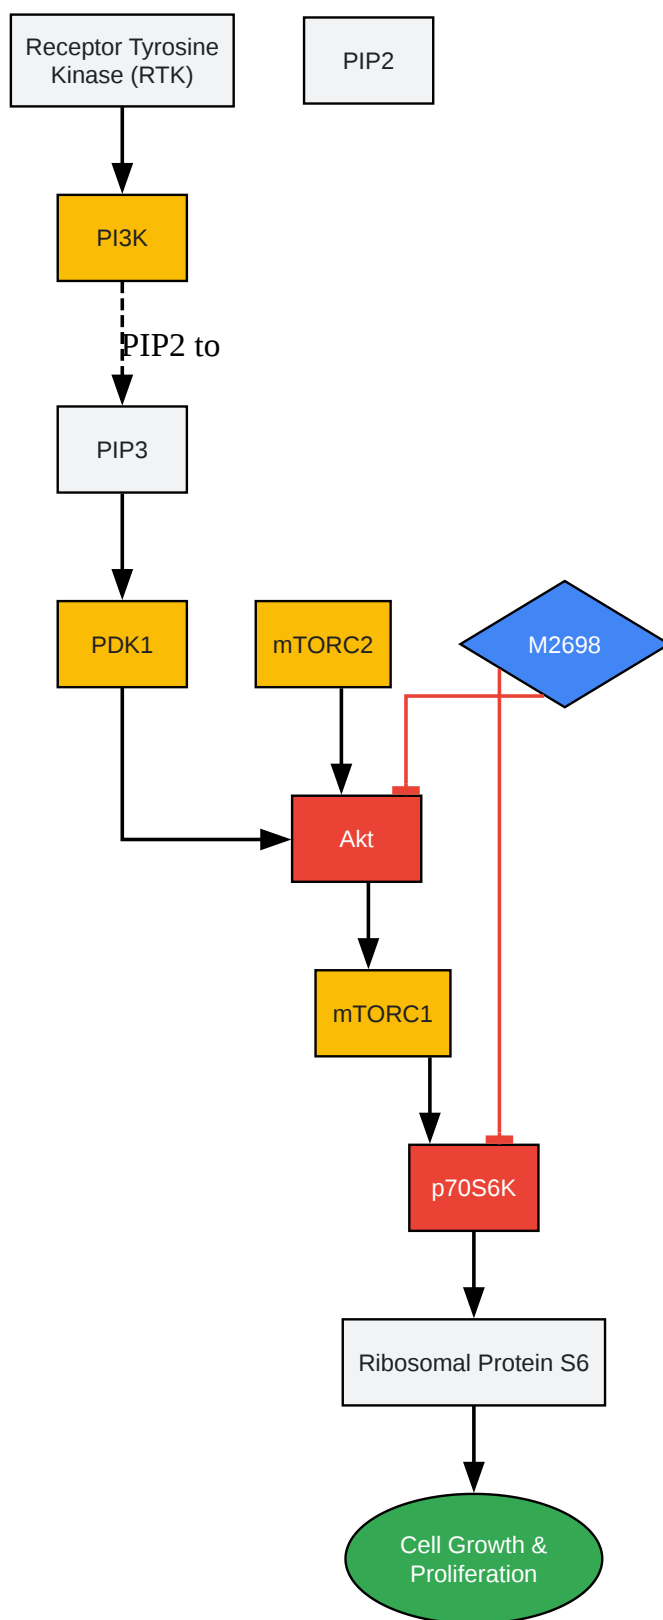 Receptor Tyrosine
Kinase (RTK)
PIP2
PI3K
PIP2 to
PIP3
PDK1
mTORC2
M2698
Akt
mTORC1
p70S6K
Ribosomal Protein S6
Cell Growth &
Proliferation